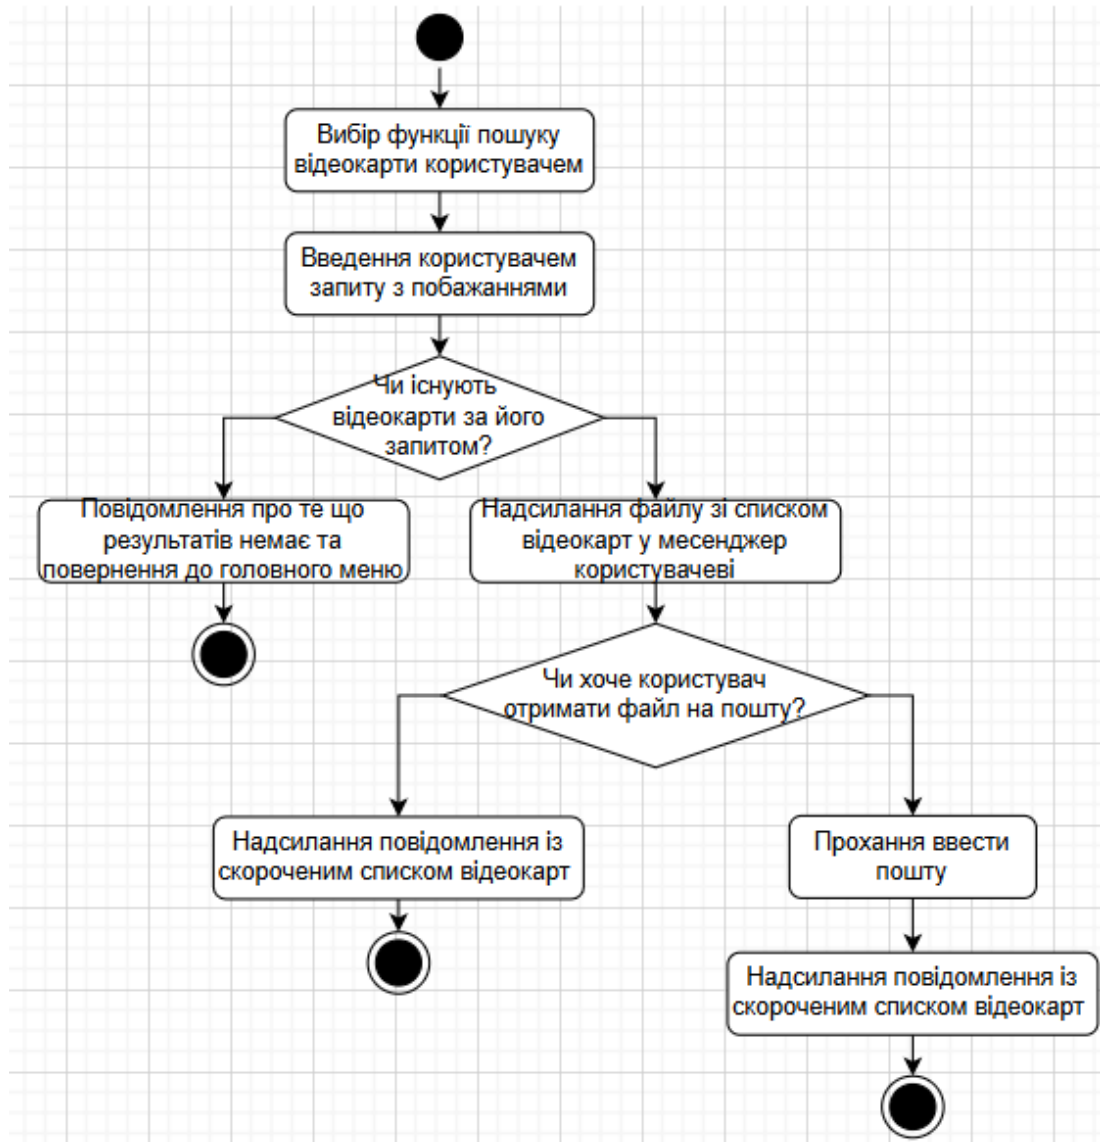 Вибір функції пошуку
відеокарти користувачем
Введення користувачем
запиту з побажаннями
Чи існують
відеокарти за його
запитом?
Повідомлення про те що
результатів немає та
повернення до головного меню
Надсилання файлу зі списком
відеокарт у месенджер
користувачеві
Чи хоче користувач
отримати файл на пошту?
Надсилання повідомлення із
скороченим списком відеокарт
Прохання ввести
пошту
Надсилання повідомлення із
скороченим списком відеокарт